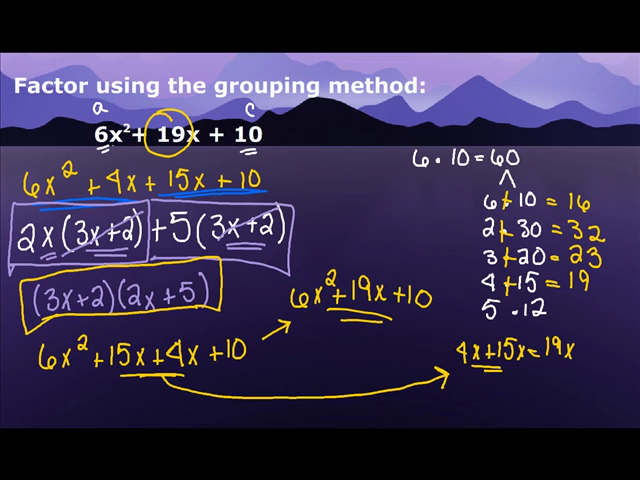 Factor using the grouping method:
a c
6x² + 19x + 10
6x² + 4x + 15x + 10
2x(3x+2) +5(3x+2)
(3x+2)(2x+5)
6x² + 15x + 4x + 10
6x² + 19x + 10
6 · 10 = 60
6 + 10 = 16
2 + 30 = 32
3 + 20 = 23
4 + 15 = 19
5 · 12
4x + 15x = 19x